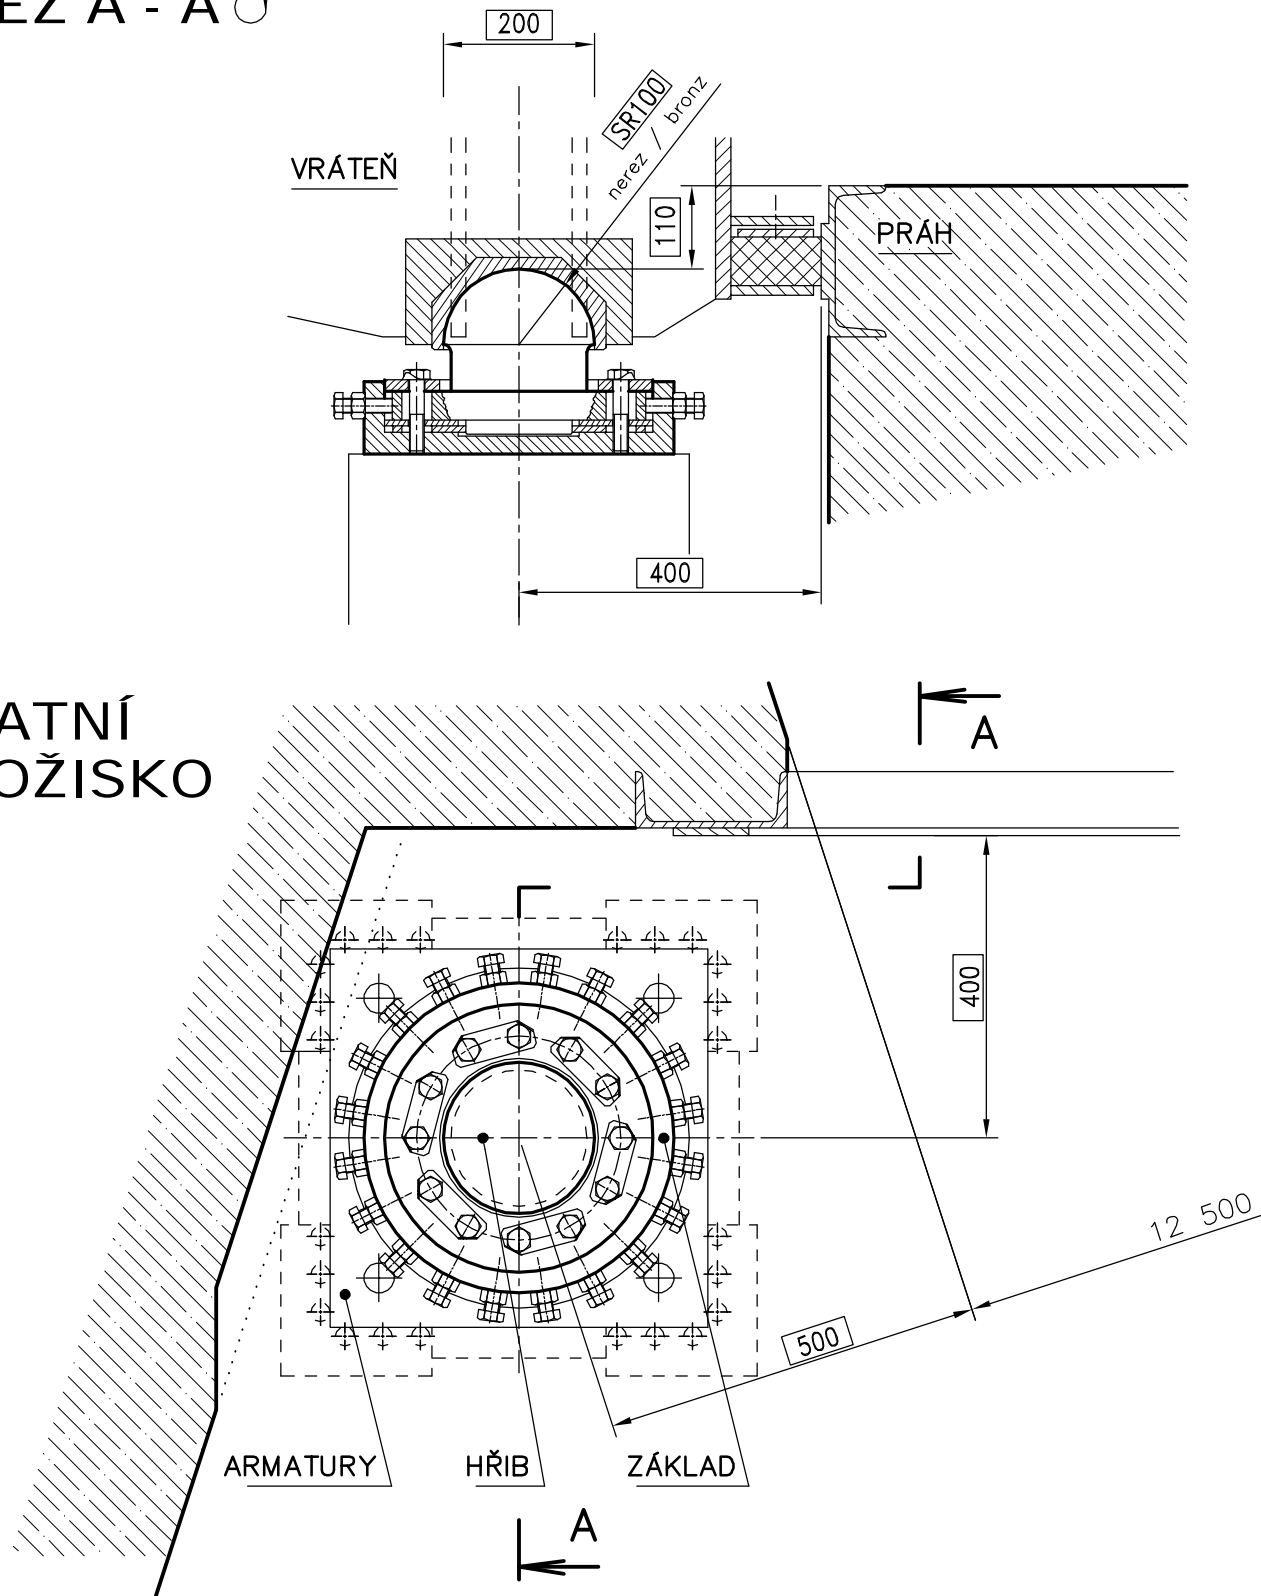 EZ A - A
200
SR100
nerez / bronz
VRÁTEŇ
110
PRÁH
400
A
ATNÍ
OŽISKO
400
12 500
500
ARMATURY
HŘIB
ZÁKLAD
A